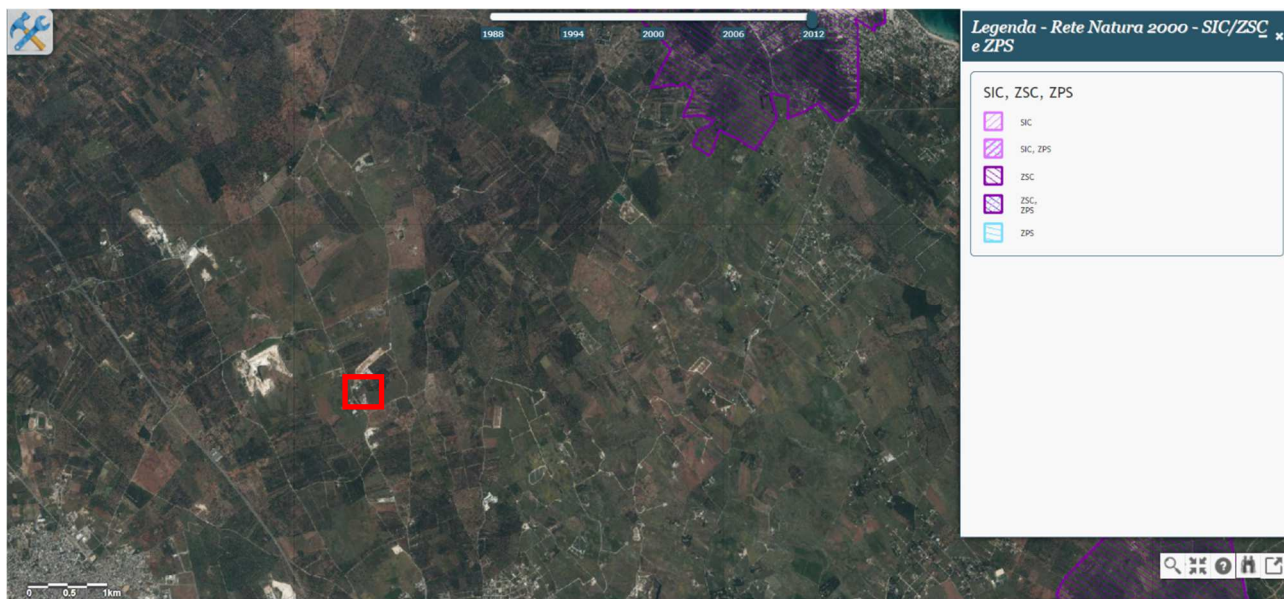 1988 1994 2000 2006 2012
Legenda - Rete Natura 2000 - SIC/ZSC
e ZPS
SIC, ZSC, ZPS
SIC
SIC, ZPS
ZSC
ZSC,
ZPS
ZPS
0 0.5 1km